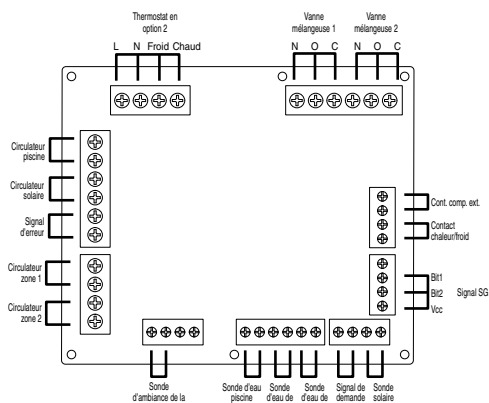 Thermostat en
option 2
Vanne
mélangeuse 1
Vanne
mélangeuse 2
L N Froid Chaud
N O C
N O C
Circulateur
piscine
Circulateur
solaire
Signal
d'erreur
Circulateur
zone 1
Circulateur
zone 2
Cont. comp. ext.
Contact
chaleur/froid
Bit1
Bit2
Vcc
Signal SG
Sonde
d'ambiance de la
Sonde d'eau
piscine
Sonde
d'eau de
Sonde
d'eau de
Signal de
demande
Sonde
solaire